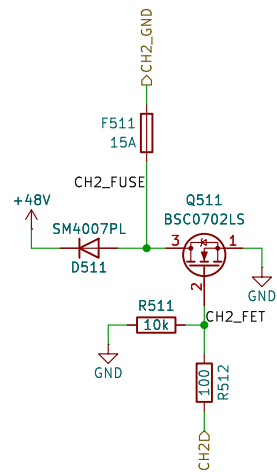 CH2_GND
F511
15A
CH2_FUSE
Q511
BSC0702LS
+48V
SM4007PL
D511
3
1
2
GND
R511
10k
CH2_FET
GND
100
R512
CH2